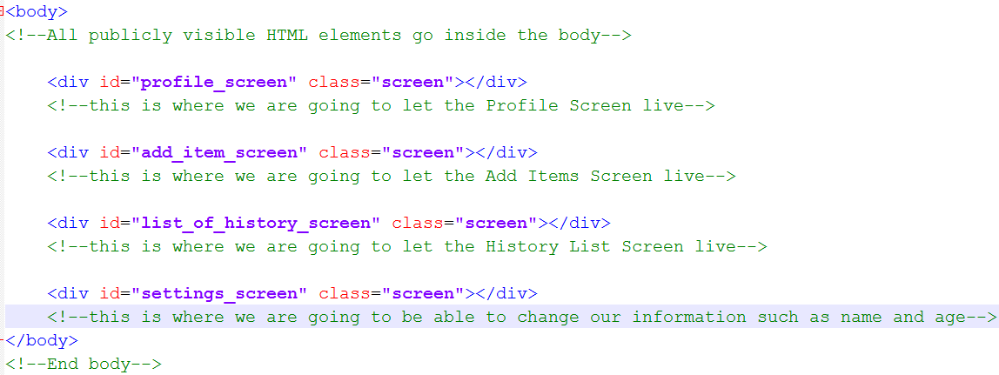 <body>
<!--All publicly visible HTML elements go inside the body-->
<div id="profile_screen" class="screen"></div>
<!--this is where we are going to let the Profile Screen live-->
<div id="add_item_screen" class="screen"></div>
<!--this is where we are going to let the Add Items Screen live-->
<div id="list_of_history_screen" class="screen"></div>
<!--this is where we are going to let the History List Screen live-->
<div id="settings_screen" class="screen"></div>
<!--this is where we are going to be able to change our information such as name and age-->
</body>
<!--End body-->